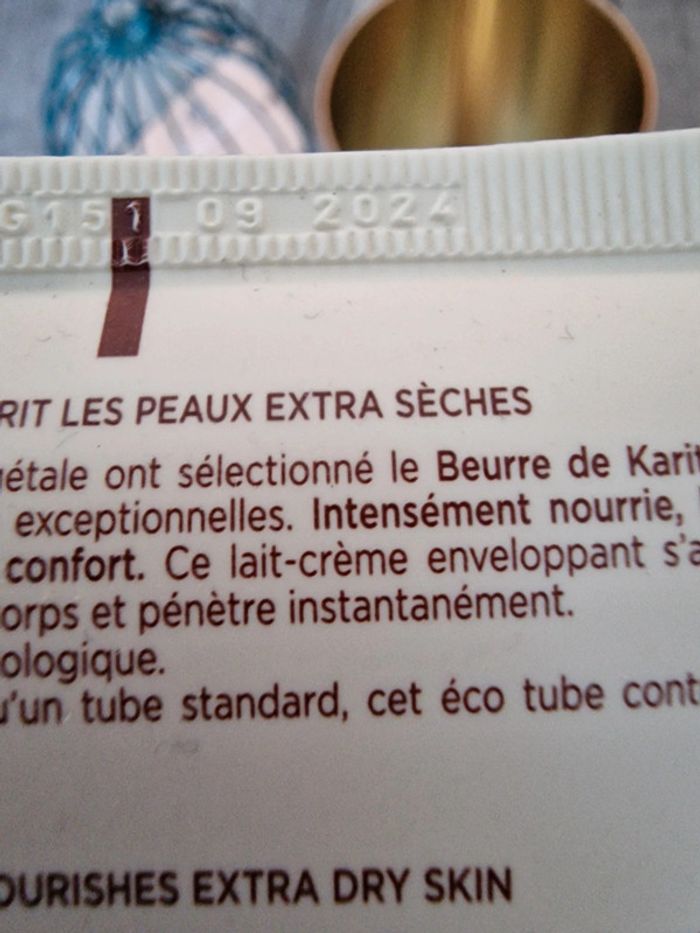 G151 09 2024
RIT LES PEAUX EXTRA SÈCHES
gétale ont sélectionné le Beurre de Karit
exceptionnelles. Intensément nourrie,
confort. Ce lait-crème enveloppant s'a
orps et pénètre instantanément.
ologique.
u'un tube standard, cet éco tube cont
OURISHES EXTRA DRY SKIN